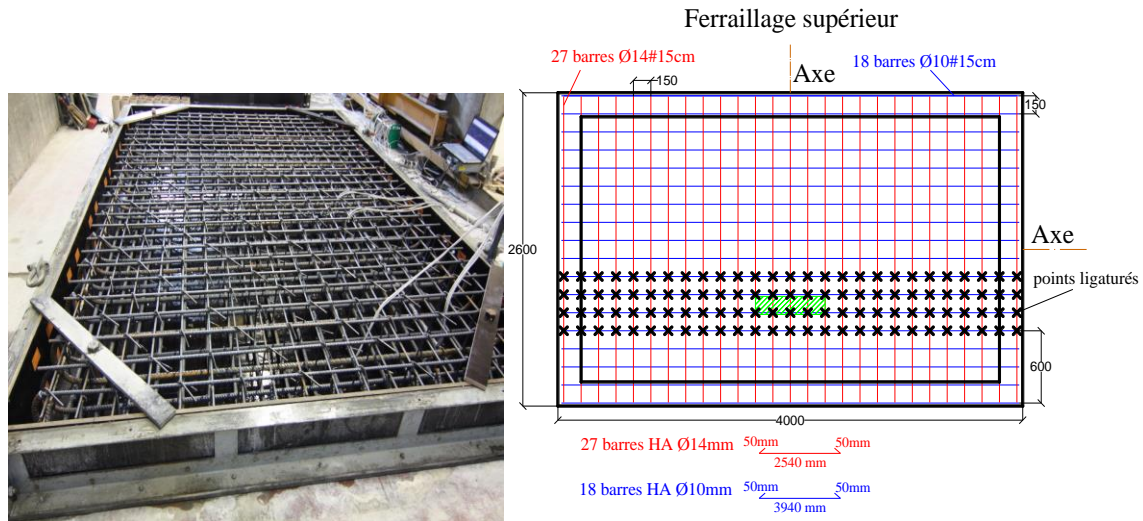 Ferraillage supérieur
27 barres Ø14#15cm
18 barres Ø10#15cm
Axe
150
150
2600
Axe
points ligaturés
600
4000
27 barres HA Ø14mm
50mm
50mm
2540 mm
18 barres HA Ø10mm
50mm
50mm
3940 mm